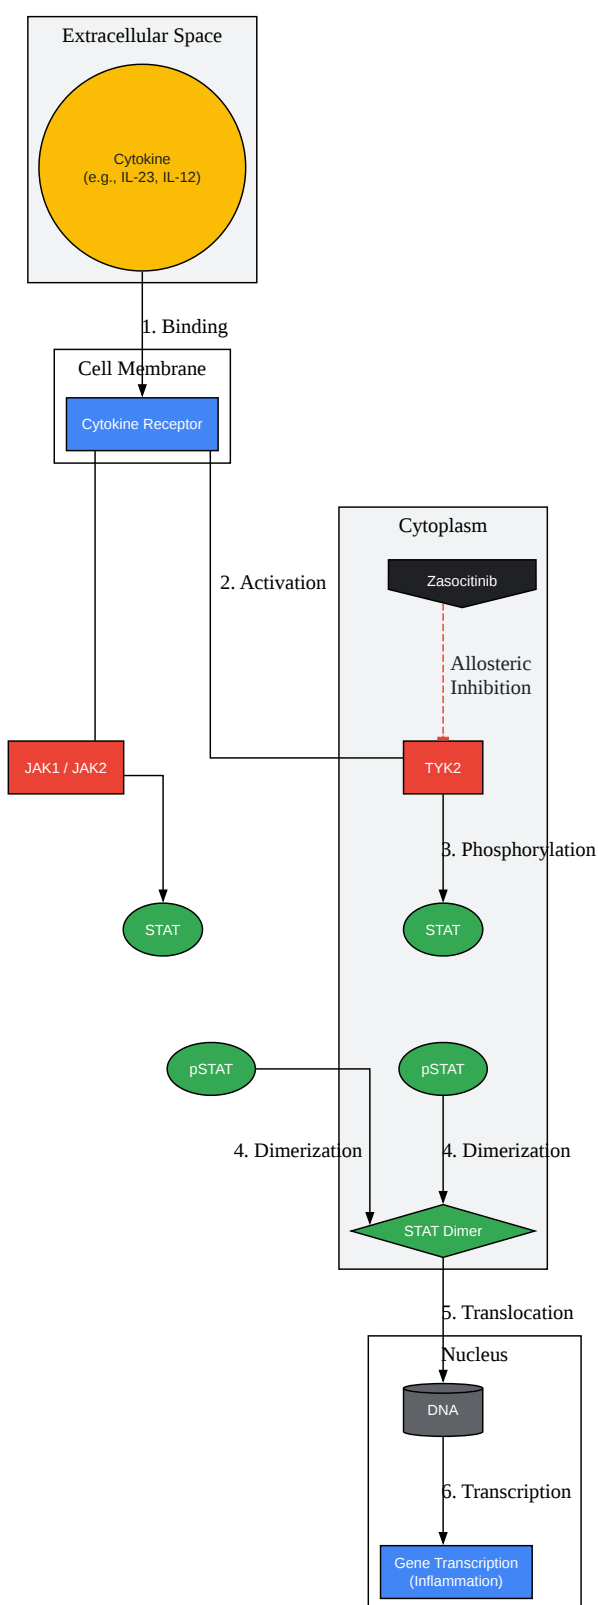 Extracellular Space
Cytokine
(e.g., IL-23, IL-12)
1. Binding
Cell Membrane
Cytokine Receptor
Cytoplasm
Zasocitinib
2. Activation
Allosteric
Inhibition
JAK1 / JAK2
TYK2
3. Phosphorylation
STAT
STAT
pSTAT
pSTAT
4. Dimerization
4. Dimerization
STAT Dimer
5. Translocation
Nucleus
DNA
6. Transcription
Gene Transcription
(Inflammation)